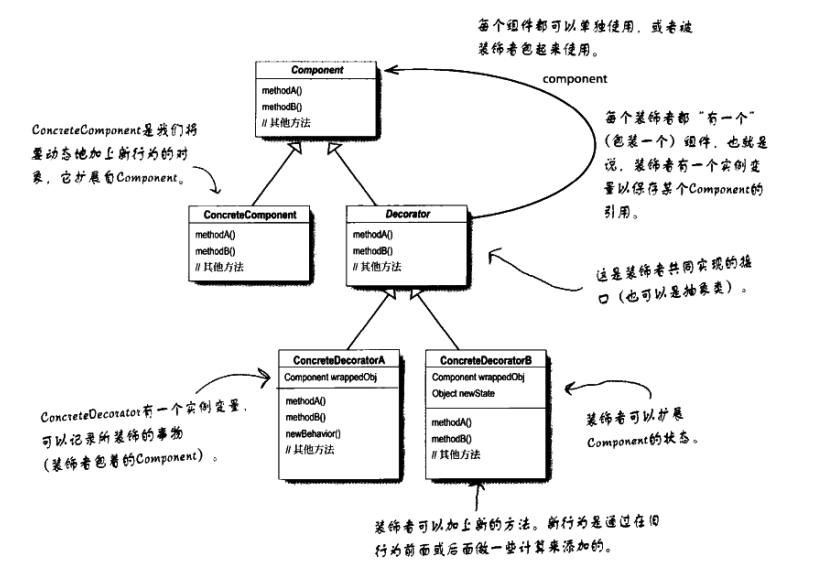 每个组件都可以单独使用，或者被
装饰者包起来使用。
component
Component
methodA()
methodB()
// 其他方法
每个装饰者都“有一个”
（包装一个）组件，也就是
说，装饰者有一个实例变
量以保存某个Component的
引用。
ConcreteComponent是我们将
要动态地加上新行为的对
象，它扩展自Component。
ConcreteComponent
methodA()
methodB()
// 其他方法
Decorator
methodA()
methodB()
// 其他方法
这是装饰者共同实现的接
口（也可以是抽象类）。
ConcreteDecoratorA
Component wrappedObj
methodA()
methodB()
newBehavior()
// 其他方法
ConcreteDecoratorB
Component wrappedObj
Object newState
methodA()
methodB()
// 其他方法
ConcreteDecorator有一个实例变量，
可以记录所装饰的事物
（装饰者包着的Component）。
装饰者可以扩展
Component的状态。
装饰者可以加上新的方法。新行为是通过在旧
行为前面或后面做一些计算来添加的。